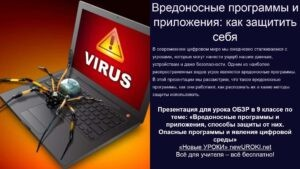 Вредоносные программы и
приложения: как защитить
себя
В современном цифровом мире мы ежедневно сталкиваемся с
угрозами, которые могут нанести ущерб нашим данным,
устройствам и даже безопасности. Одним из наиболее
распространённых видов угроз являются вредоносные программы.
В этой презентации мы рассмотрим, что такое вредоносные
программы, как они работают, как распознать их и какие методы
защиты использовать.
VIRUS
Презентация для урока ОБЗР в 9 классе по
теме: «Вредоносные программы и
приложения, способы защиты от них.
Опасные программы и явления цифровой
среды»
«Новые УРОКИ» newUROKI.net
Всё для учителя – всё бесплатно!